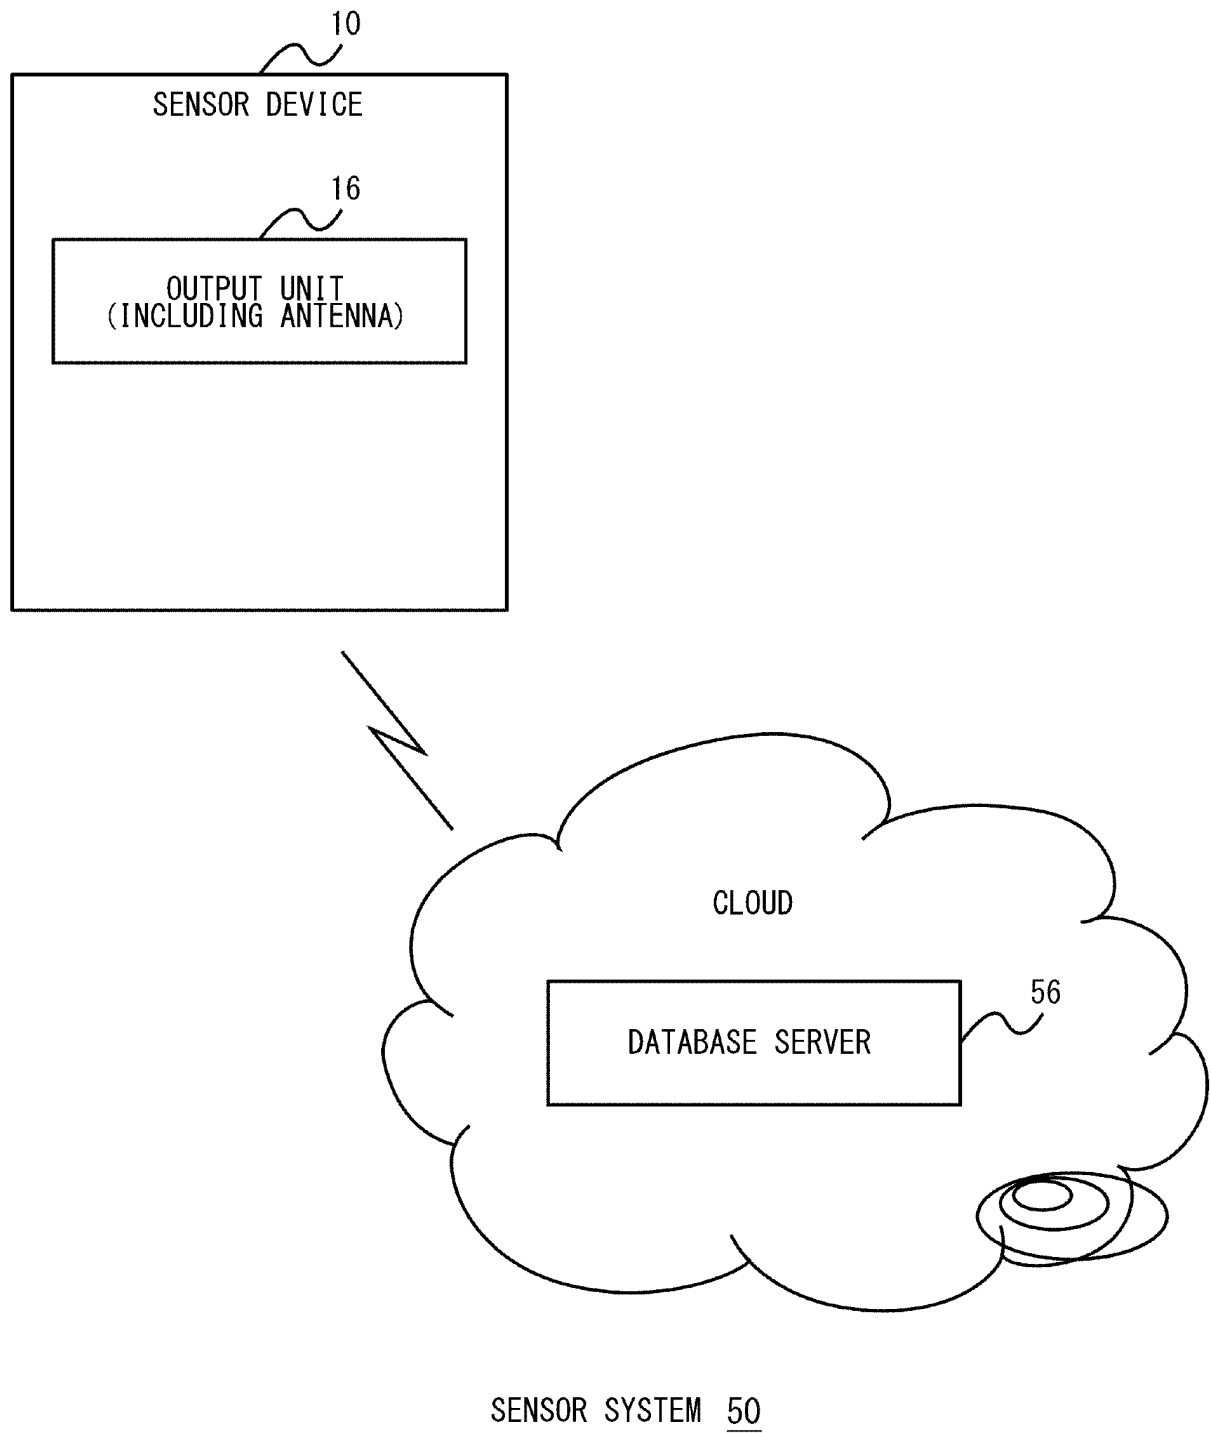 10
SENSOR DEVICE
16
OUTPUT UNIT
(INCLUDING ANTENNA)
CLOUD
56
DATABASE SERVER
SENSOR SYSTEM 50